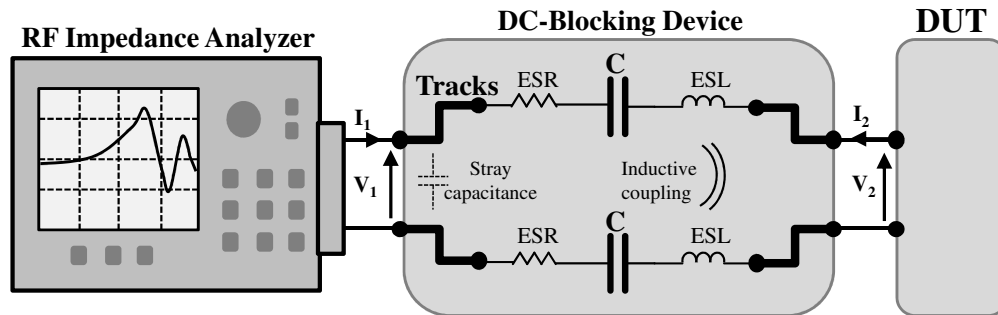 RF Impedance Analyzer
DC-Blocking Device
DUT
Tracks
ESR
C
ESL
I1
I2
V1
Stray
capacitance
Inductive
coupling
V2
ESR
C
ESL